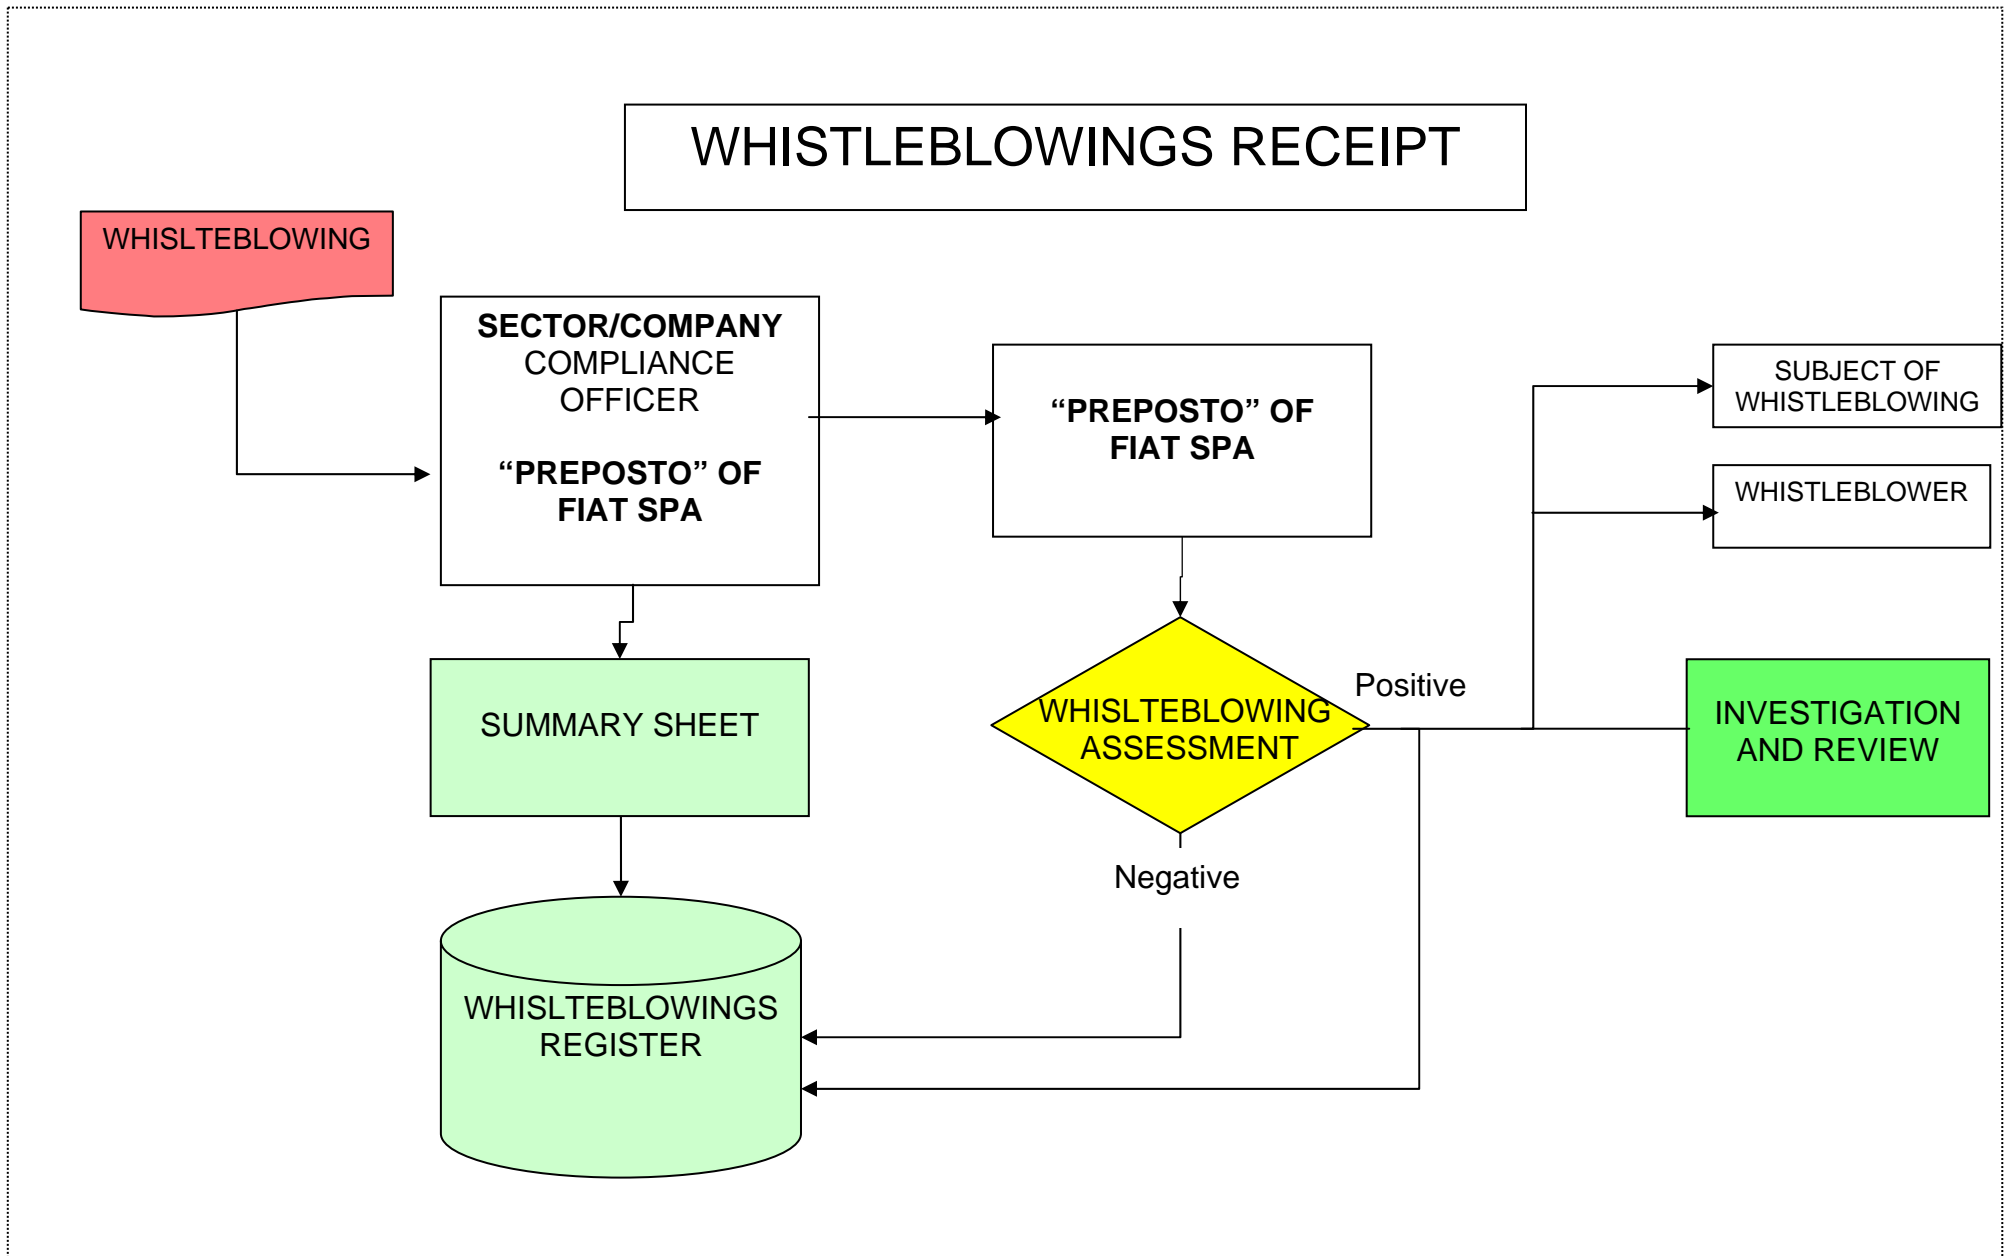 WHISTLEBLOWINGS RECEIPT
WHISLTEBLOWING
SECTOR/COMPANY
COMPLIANCE
OFFICER
“PREPOSTO” OF
FIAT SPA
“PREPOSTO” OF
FIAT SPA
SUBJECT OF
WHISTLEBLOWING
WHISTLEBLOWER
SUMMARY SHEET
WHISLTEBLOWING
ASSESSMENT
Positive
INVESTIGATION
AND REVIEW
Negative
WHISLTEBLOWINGS
REGISTER